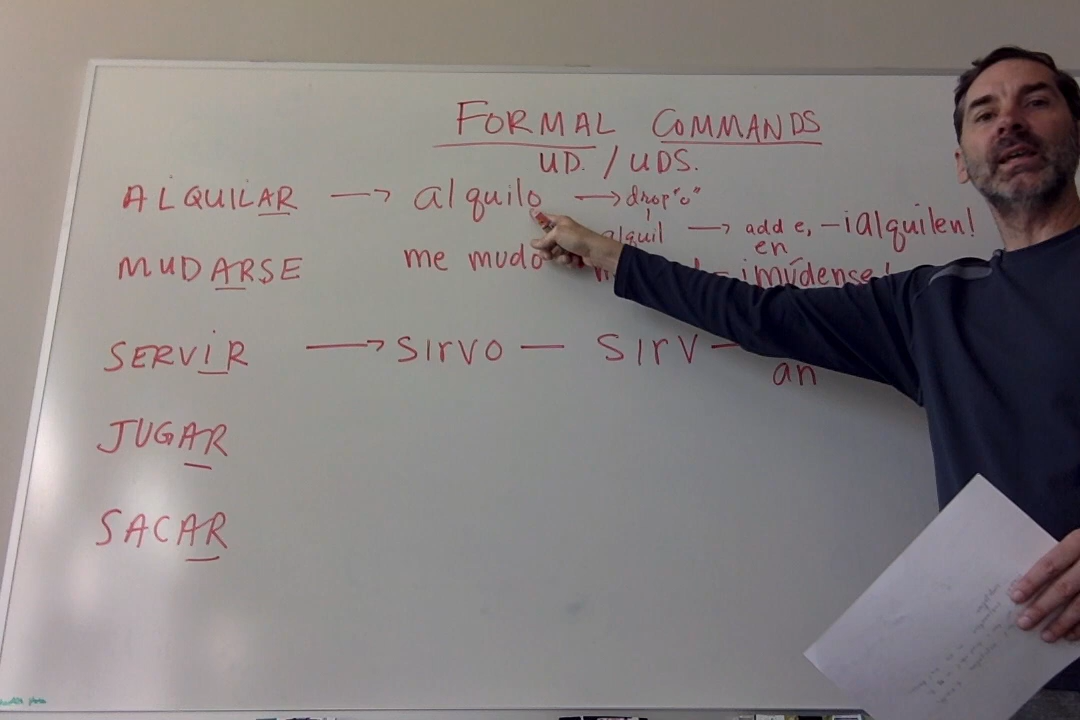 FORMAL COMMANDS
UD. / UDS.
ALQUILAR → alquilo → drop "o"
alquil → add e, – ¡alquilen!
en
MUDARSE me mudo – ¡múdense!
SERVIR → sirvo — sirv —
an
JUGAR
SACAR